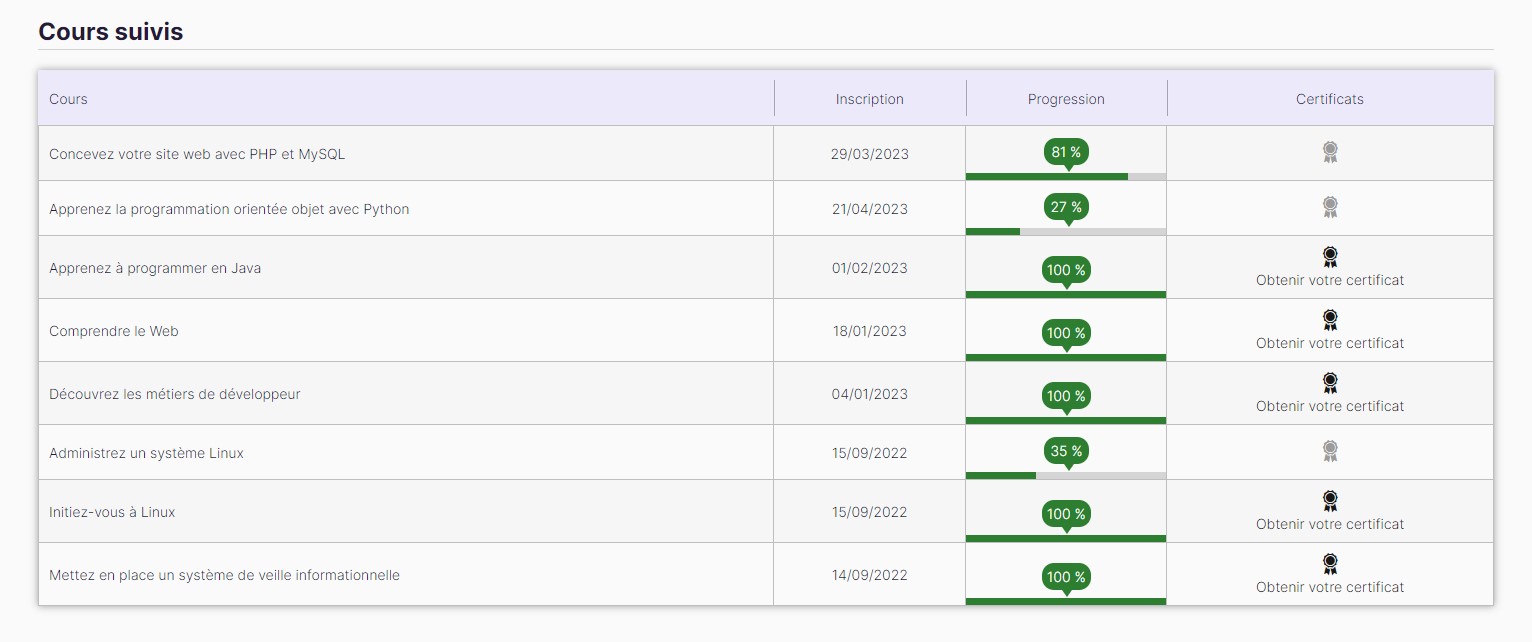 Cours suivis
Cours Inscription Progression Certificats
Concevez votre site web avec PHP et MySQL 29/03/2023 81 %
Apprenez la programmation orientée objet avec Python 21/04/2023 27 %
Apprenez à programmer en Java 01/02/2023 100 % Obtenir votre certificat
Comprendre le Web 18/01/2023 100 % Obtenir votre certificat
Découvrez les métiers de développeur 04/01/2023 100 % Obtenir votre certificat
Administrez un système Linux 15/09/2022 35 %
Initiez-vous à Linux 15/09/2022 100 % Obtenir votre certificat
Mettez en place un système de veille informationnelle 14/09/2022 100 % Obtenir votre certificat